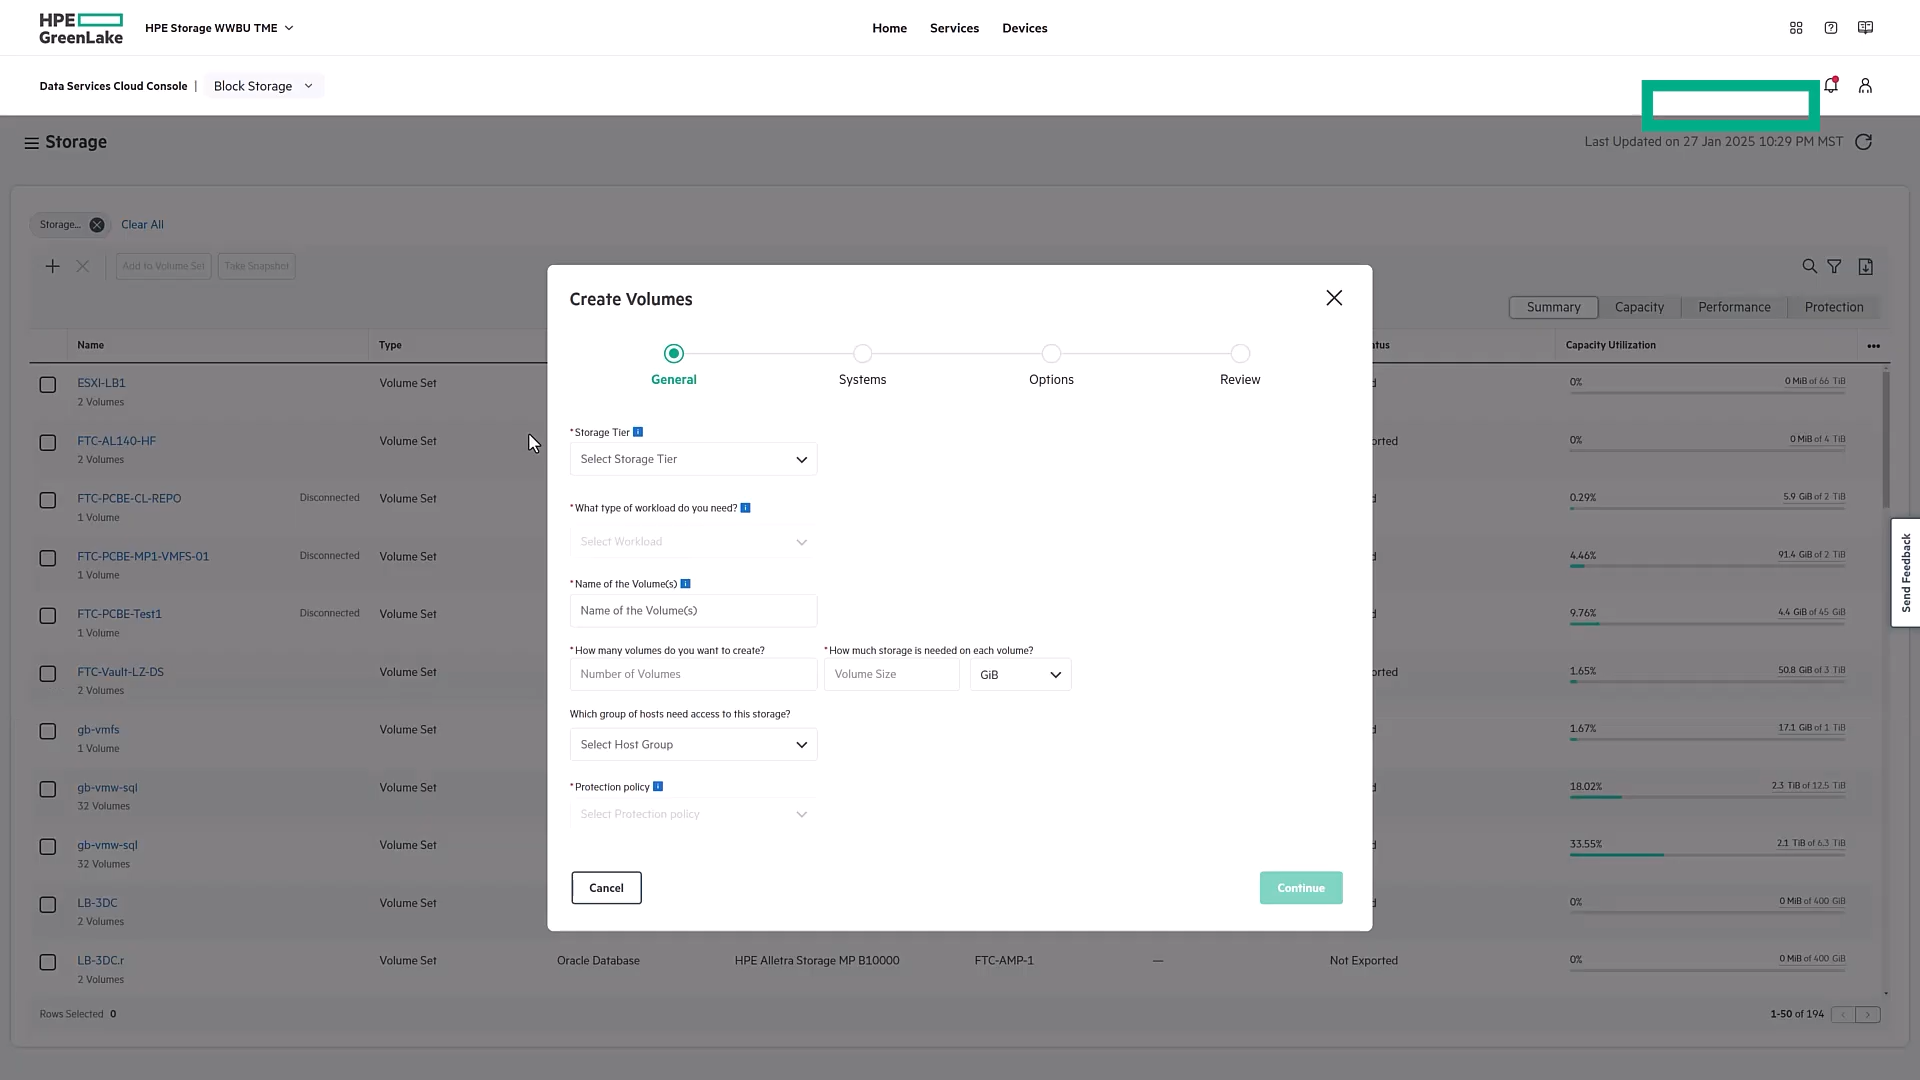 HPE
GreenLake
HPE Storage WWBU TME
Home
Services
Devices
Data Services Cloud Console |
Block Storage
Storage
Last Updated on 27 Jan 2025 10:29 PM MST
Storage...
Clear All
Add to Volume Set
Take Snapshot
Summary
Capacity
Performance
Protection
Name
Type
atus
Capacity Utilization
ESXI-LB1
2 Volumes
Volume Set
0%
0 MiB of 66 TiB
FTC-AL140-HF
2 Volumes
Volume Set
orted
0%
0 MiB of 4 TiB
FTC-PCBE-CL-REPO
1 Volume
Disconnected
Volume Set
d
0.29%
5.9 GiB of 2 TiB
FTC-PCBE-MP1-VMFS-01
1 Volume
Disconnected
Volume Set
d
4.46%
91.4 GiB of 2 TiB
FTC-PCBE-Test1
1 Volume
Disconnected
Volume Set
d
9.76%
4.4 GiB of 45 GiB
FTC-Vault-LZ-DS
2 Volumes
Volume Set
orted
1.65%
50.8 GiB of 3 TiB
gb-vmfs
1 Volume
Volume Set
d
1.67%
17.1 GiB of 1 TiB
gb-vmw-sql
32 Volumes
Volume Set
d
18.02%
2.3 TiB of 12.5 TiB
gb-vmw-sql
32 Volumes
Volume Set
d
33.55%
2.1 TiB of 6.3 TiB
LB-3DC
2 Volumes
Volume Set
d
0%
0 MiB of 400 GiB
LB-3DC.r
2 Volumes
Volume Set
Oracle Database
HPE Alletra Storage MP B10000
FTC-AMP-1
—
Not Exported
0%
0 MiB of 400 GiB
Rows Selected 0
1-50 of 194
Send Feedback
Create Volumes
General
Systems
Options
Review
*Storage Tier
Select Storage Tier
*What type of workload do you need?
Select Workload
*Name of the Volume(s)
Name of the Volume(s)
*How many volumes do you want to create?
Number of Volumes
*How much storage is needed on each volume?
Volume Size
GiB
Which group of hosts need access to this storage?
Select Host Group
*Protection policy
Select Protection policy
Cancel
Continue